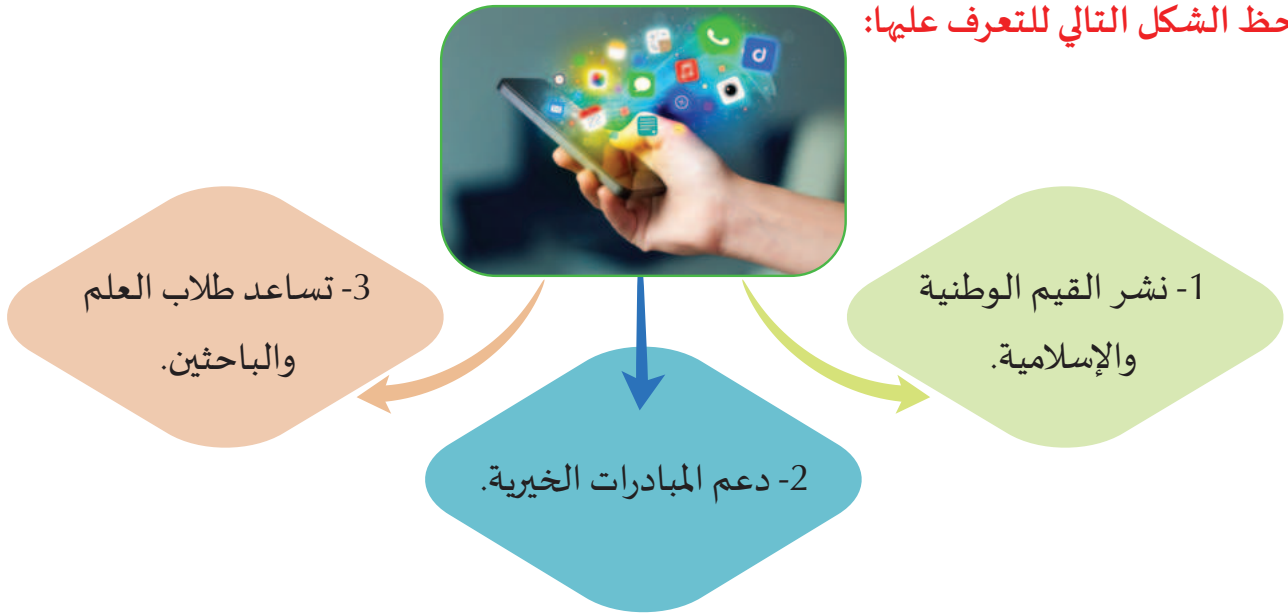 حظ الشكل التالي للتعرف عليها:
1- نشر القيم الوطنية
والإسلامية.
2- دعم المبادرات الخيرية.
3- تساعد طلاب العلم
والباحثين.